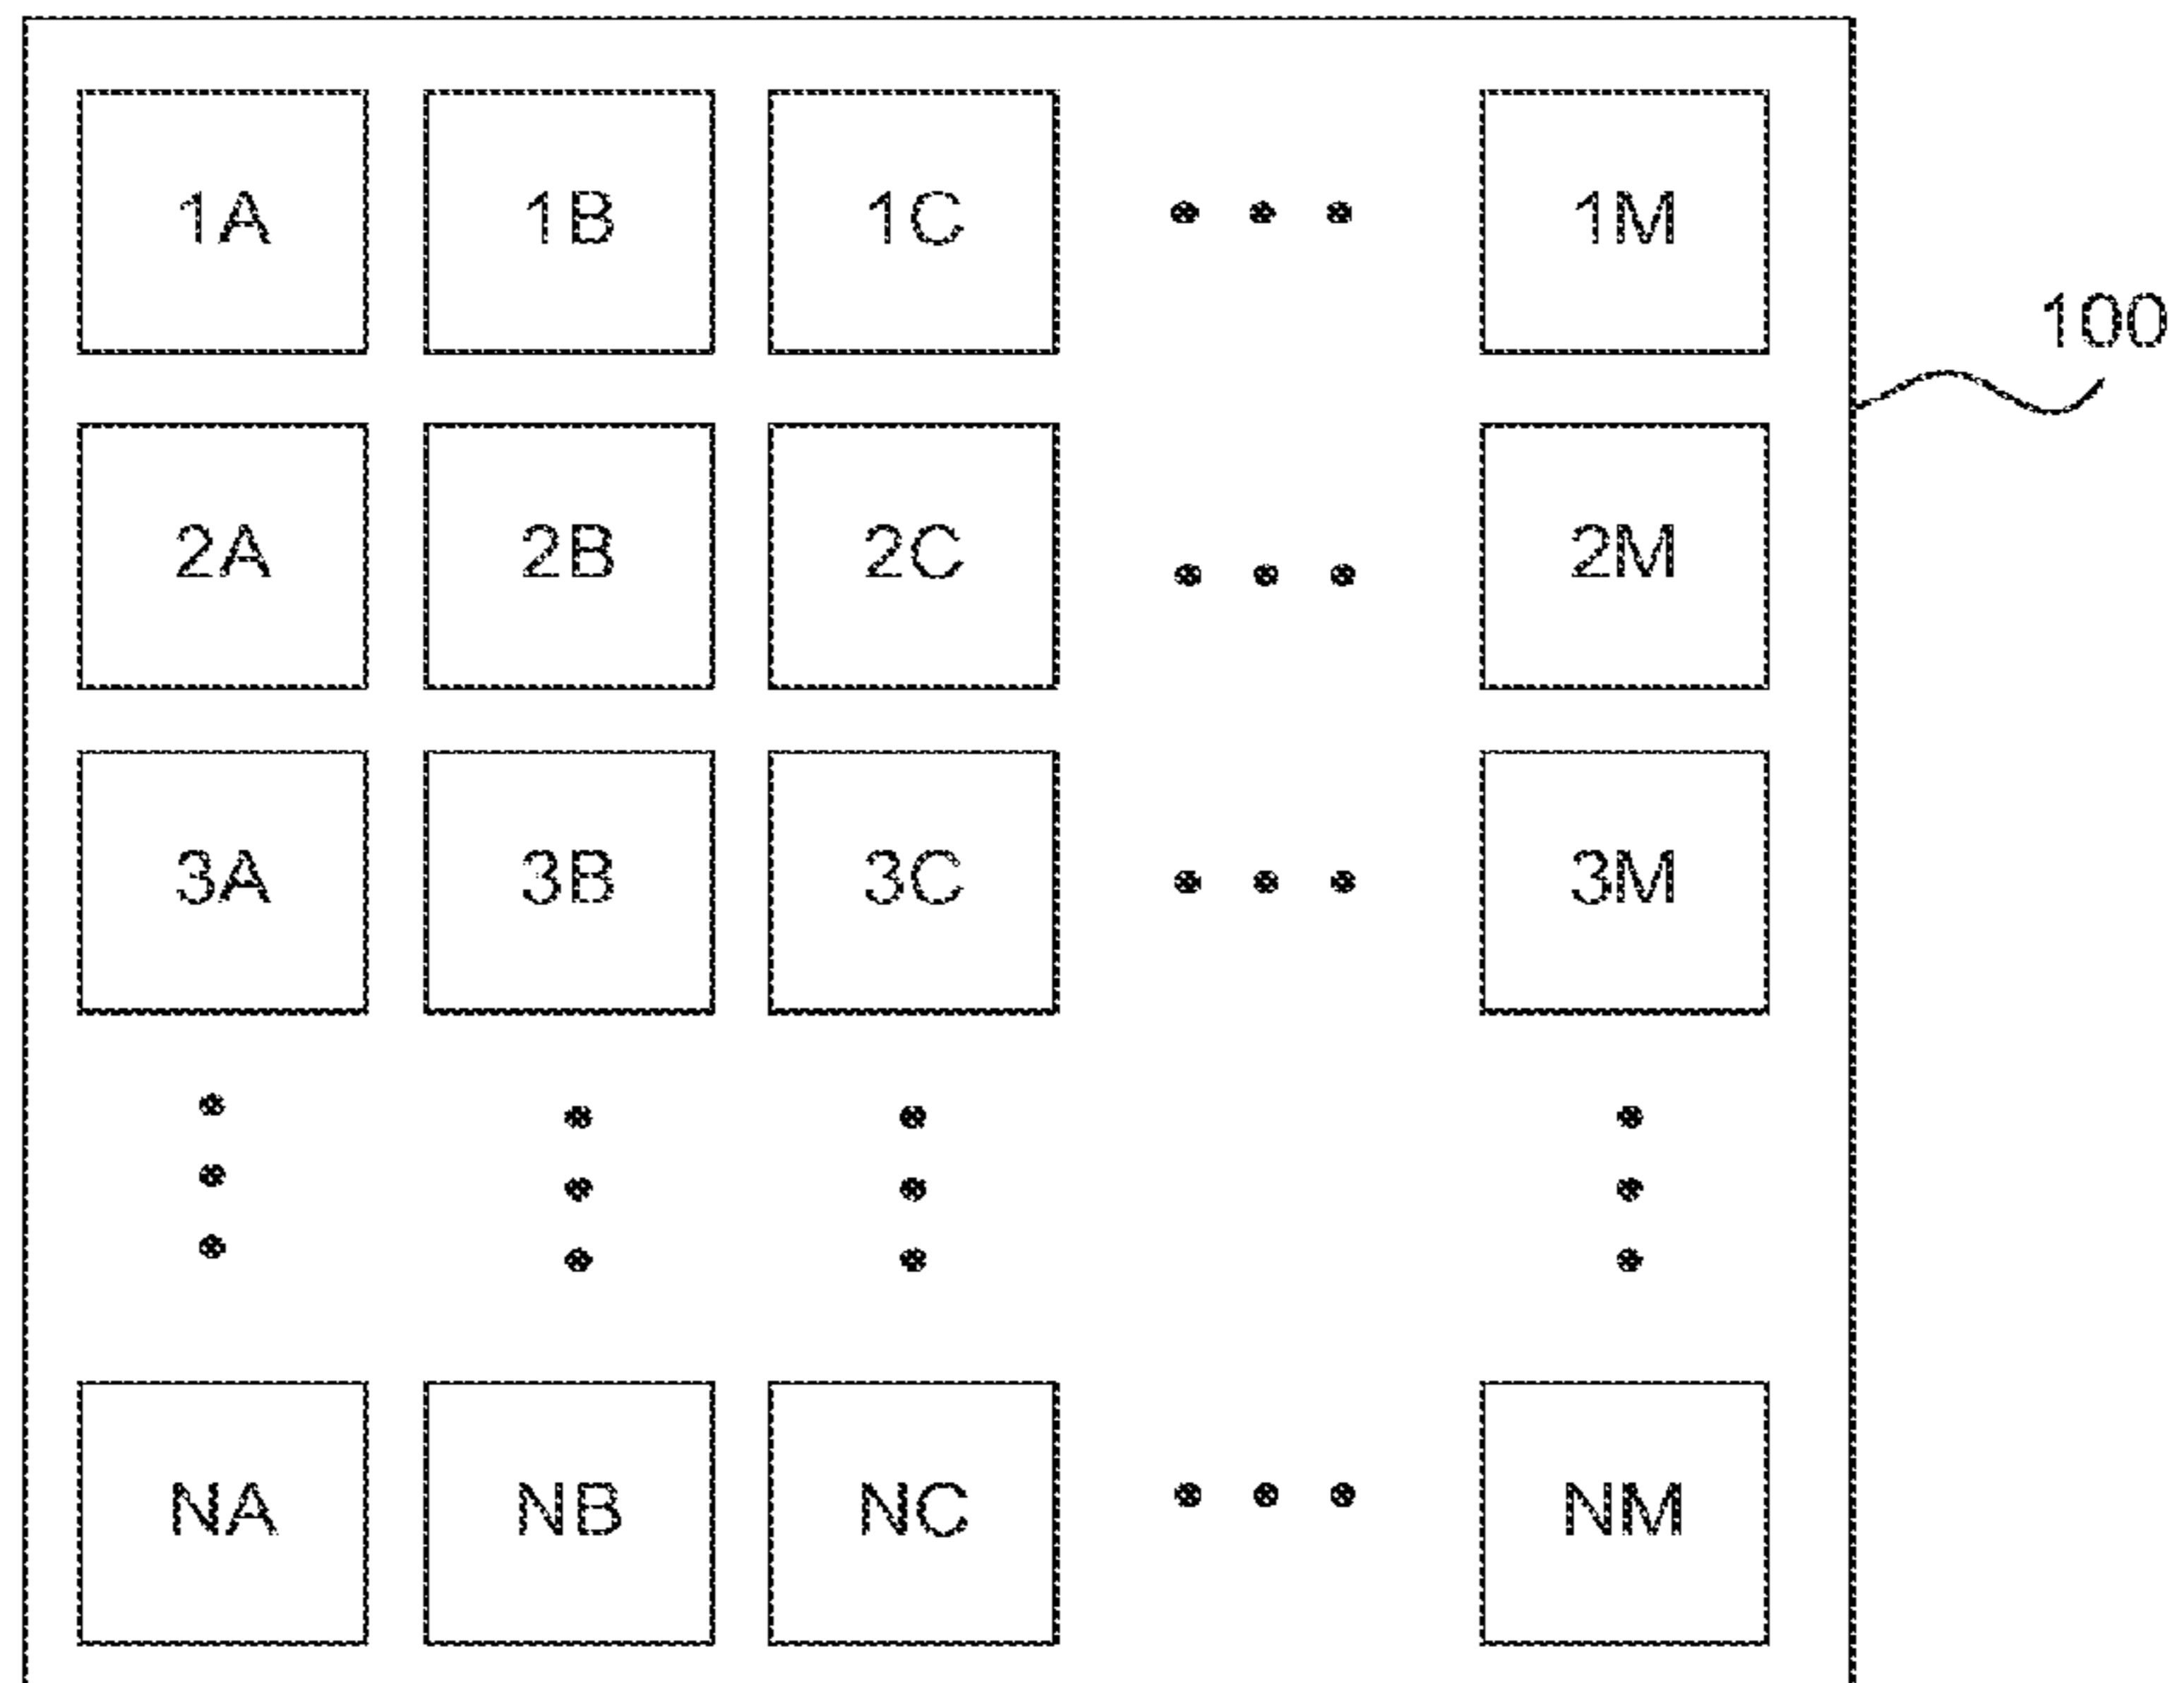 1A 1B 1C • • • 1M
100
2A 2B 2C • • • 2M
3A 3B 3C • • • 3M
NA NB NC • • • NM